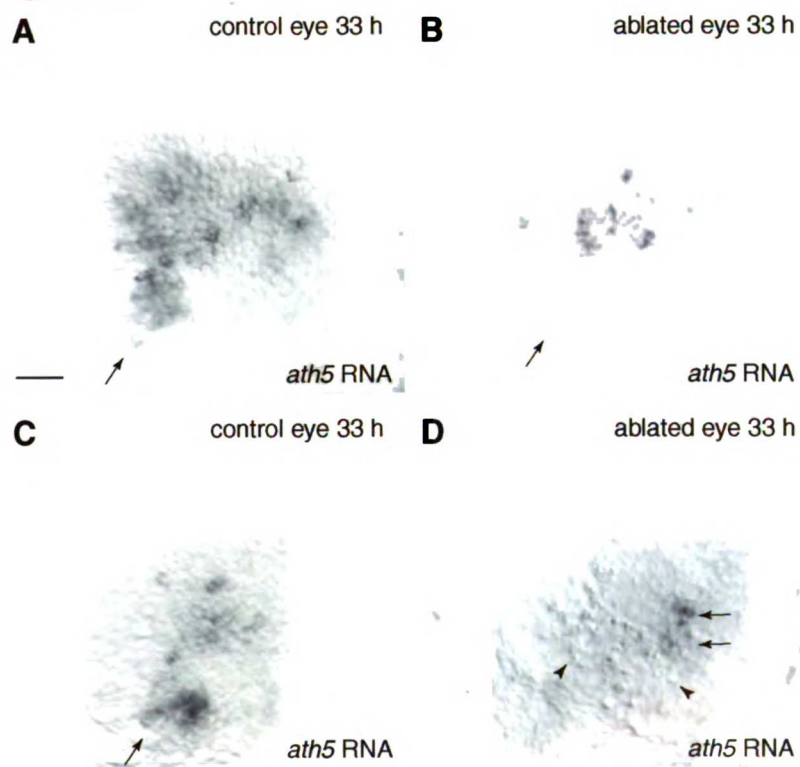 A
control eye 33 h
B
ablated eye 33 h
ath5 RNA
ath5 RNA
C
control eye 33 h
D
ablated eye 33 h
ath5 RNA
ath5 RNA